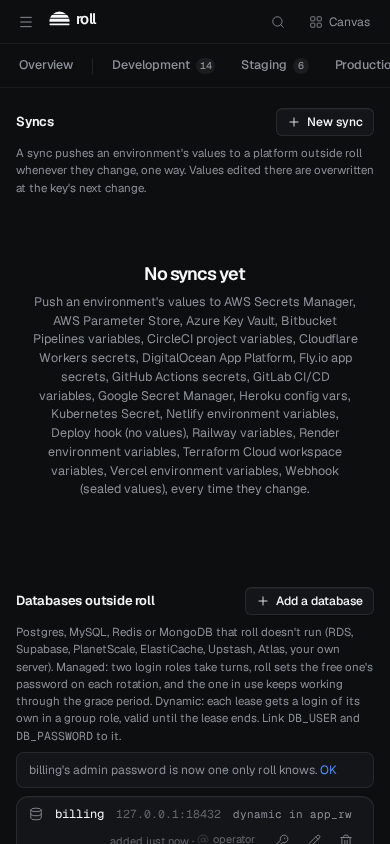 roll
Canvas
Overview Development 14 Staging 6 Productio
Syncs
New sync
A sync pushes an environment's values to a platform outside roll
whenever they change, one way. Values edited there are overwritten
at the key's next change.
No syncs yet
Push an environment's values to AWS Secrets Manager,
AWS Parameter Store, Azure Key Vault, Bitbucket
Pipelines variables, CircleCI project variables, Cloudflare
Workers secrets, DigitalOcean App Platform, Fly.io app
secrets, GitHub Actions secrets, GitLab CI/CD
variables, Google Secret Manager, Heroku config vars,
Kubernetes Secret, Netlify environment variables,
Deploy hook (no values), Railway variables, Render
environment variables, Terraform Cloud workspace
variables, Vercel environment variables, Webhook
(sealed values), every time they change.
Databases outside roll
Add a database
Postgres, MySQL, Redis or MongoDB that roll doesn't run (RDS,
Supabase, PlanetScale, ElastiCache, Upstash, Atlas, your own
server). Managed: two login roles take turns, roll sets the free one's
password on each rotation, and the one in use keeps working
through the grace period. Dynamic: each lease gets a login of its
own in a group role, valid until the lease ends. Link DB_USER and
DB_PASSWORD to it.
billing's admin password is now one only roll knows. OK
billing 127.0.0.1:18432 dynamic in app_rw
added just now · operator